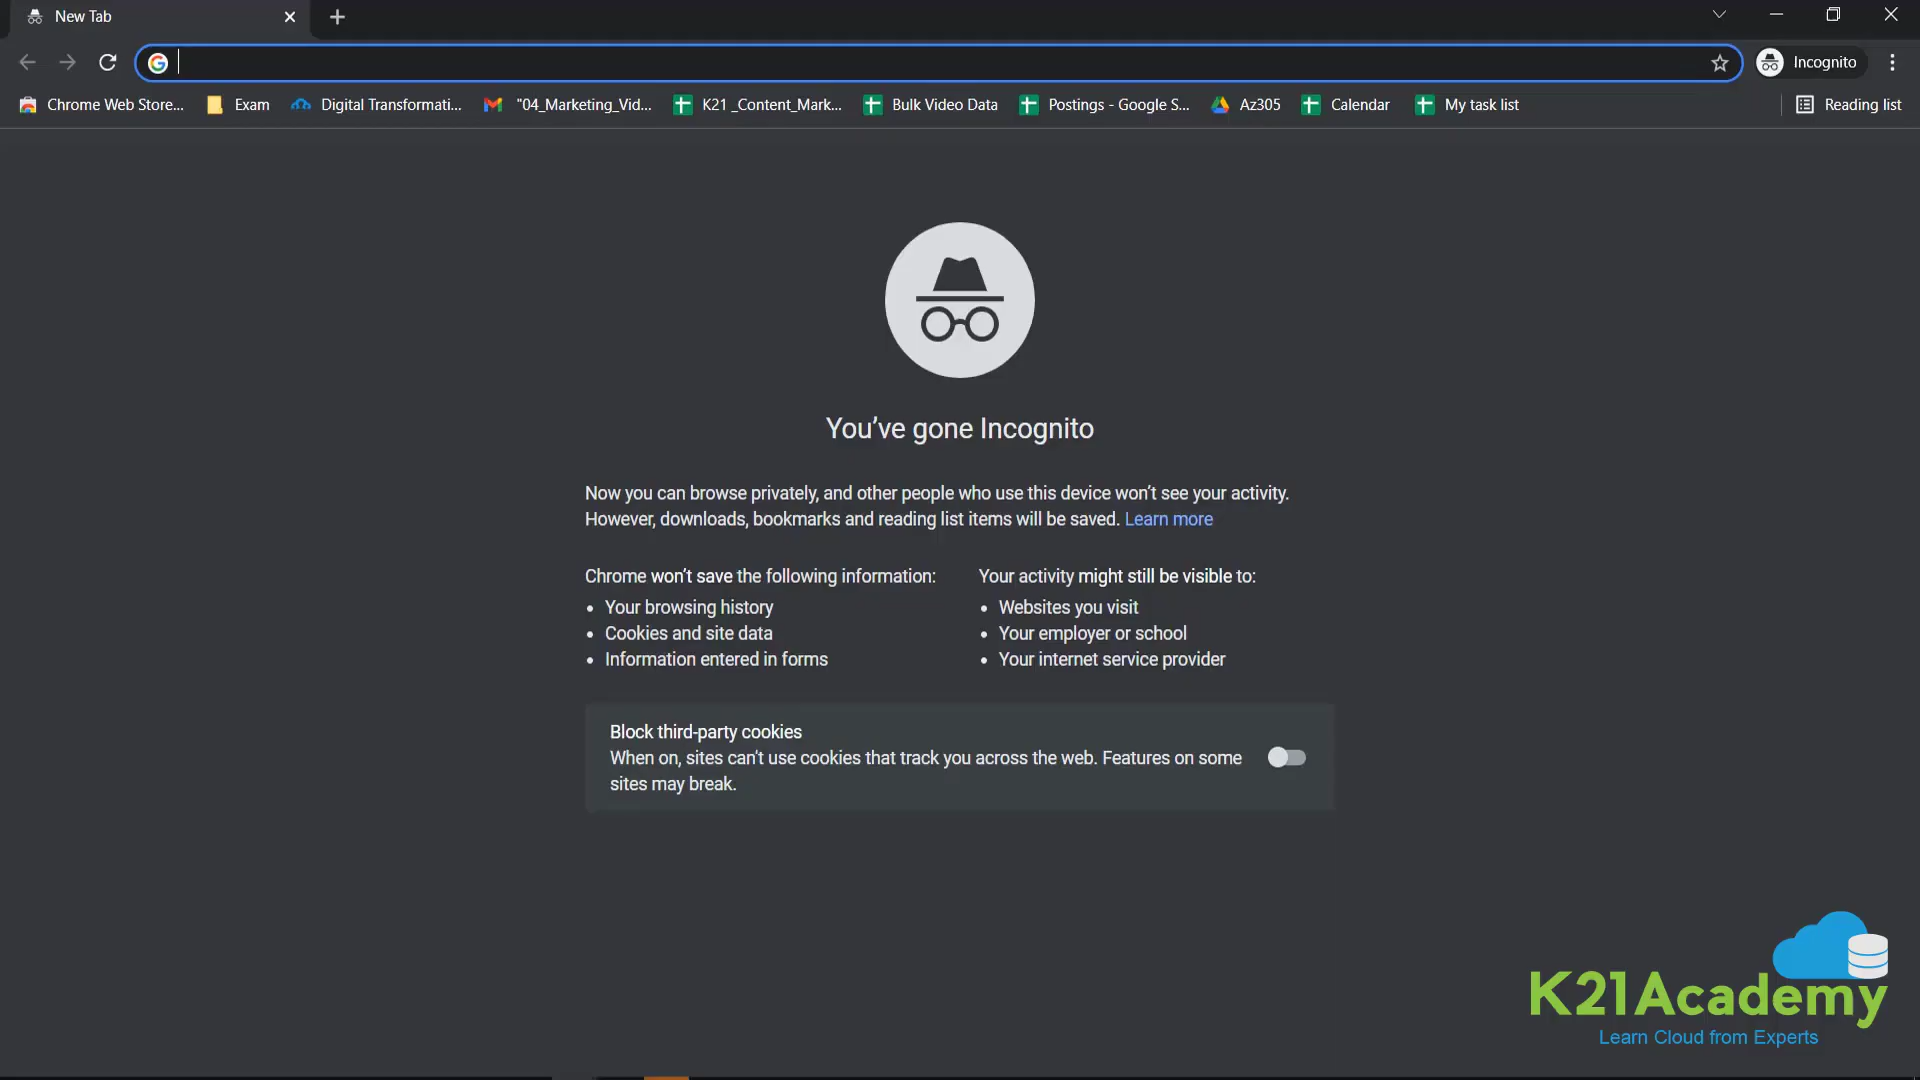 New Tab
Incognito
Chrome Web Store...
Exam
Digital Transformati...
"04_Marketing_Vid...
K21 _Content_Mark...
Bulk Video Data
Postings - Google S...
Az305
Calendar
My task list
Reading list
You've gone Incognito
Now you can browse privately, and other people who use this device won't see your activity.
However, downloads, bookmarks and reading list items will be saved. Learn more
Chrome won't save the following information:
• Your browsing history
• Cookies and site data
• Information entered in forms
Your activity might still be visible to:
• Websites you visit
• Your employer or school
• Your internet service provider
Block third-party cookies
When on, sites can't use cookies that track you across the web. Features on some
sites may break.
K21Academy
Learn Cloud from Experts